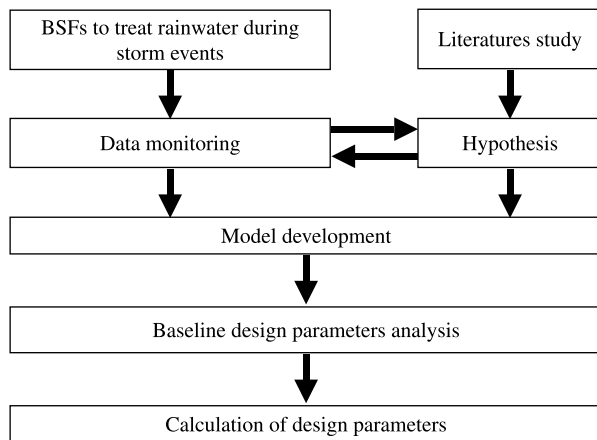 BSFs to treat rainwater during
storm events
Literatures study
Data monitoring
Hypothesis
Model development
Baseline design parameters analysis
Calculation of design parameters